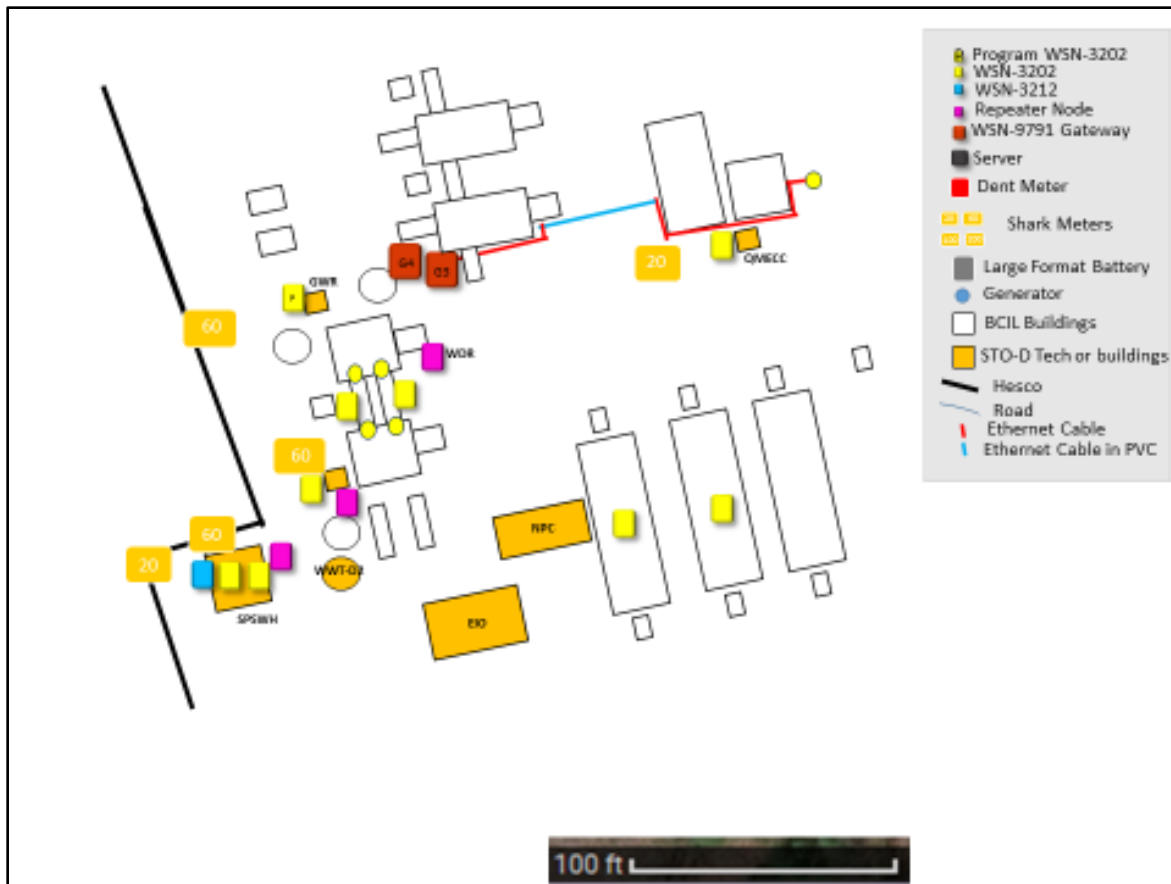 Program WSN-3202
WSN-3202
WSN-3212
Repeater Node
WSN-9791 Gateway
Server
Dent Meter
Shark Meters
Large Format Battery
Generator
BCIL Buildings
STO-D Tech or buildings
Hesco
Road
Ethernet Cable
Ethernet Cable in PVC
QMECC
20
G4
G3
GWR
P
60
WOR
60
60
20
NPC
WWT-D2
SPSWH
EIO
100 ft